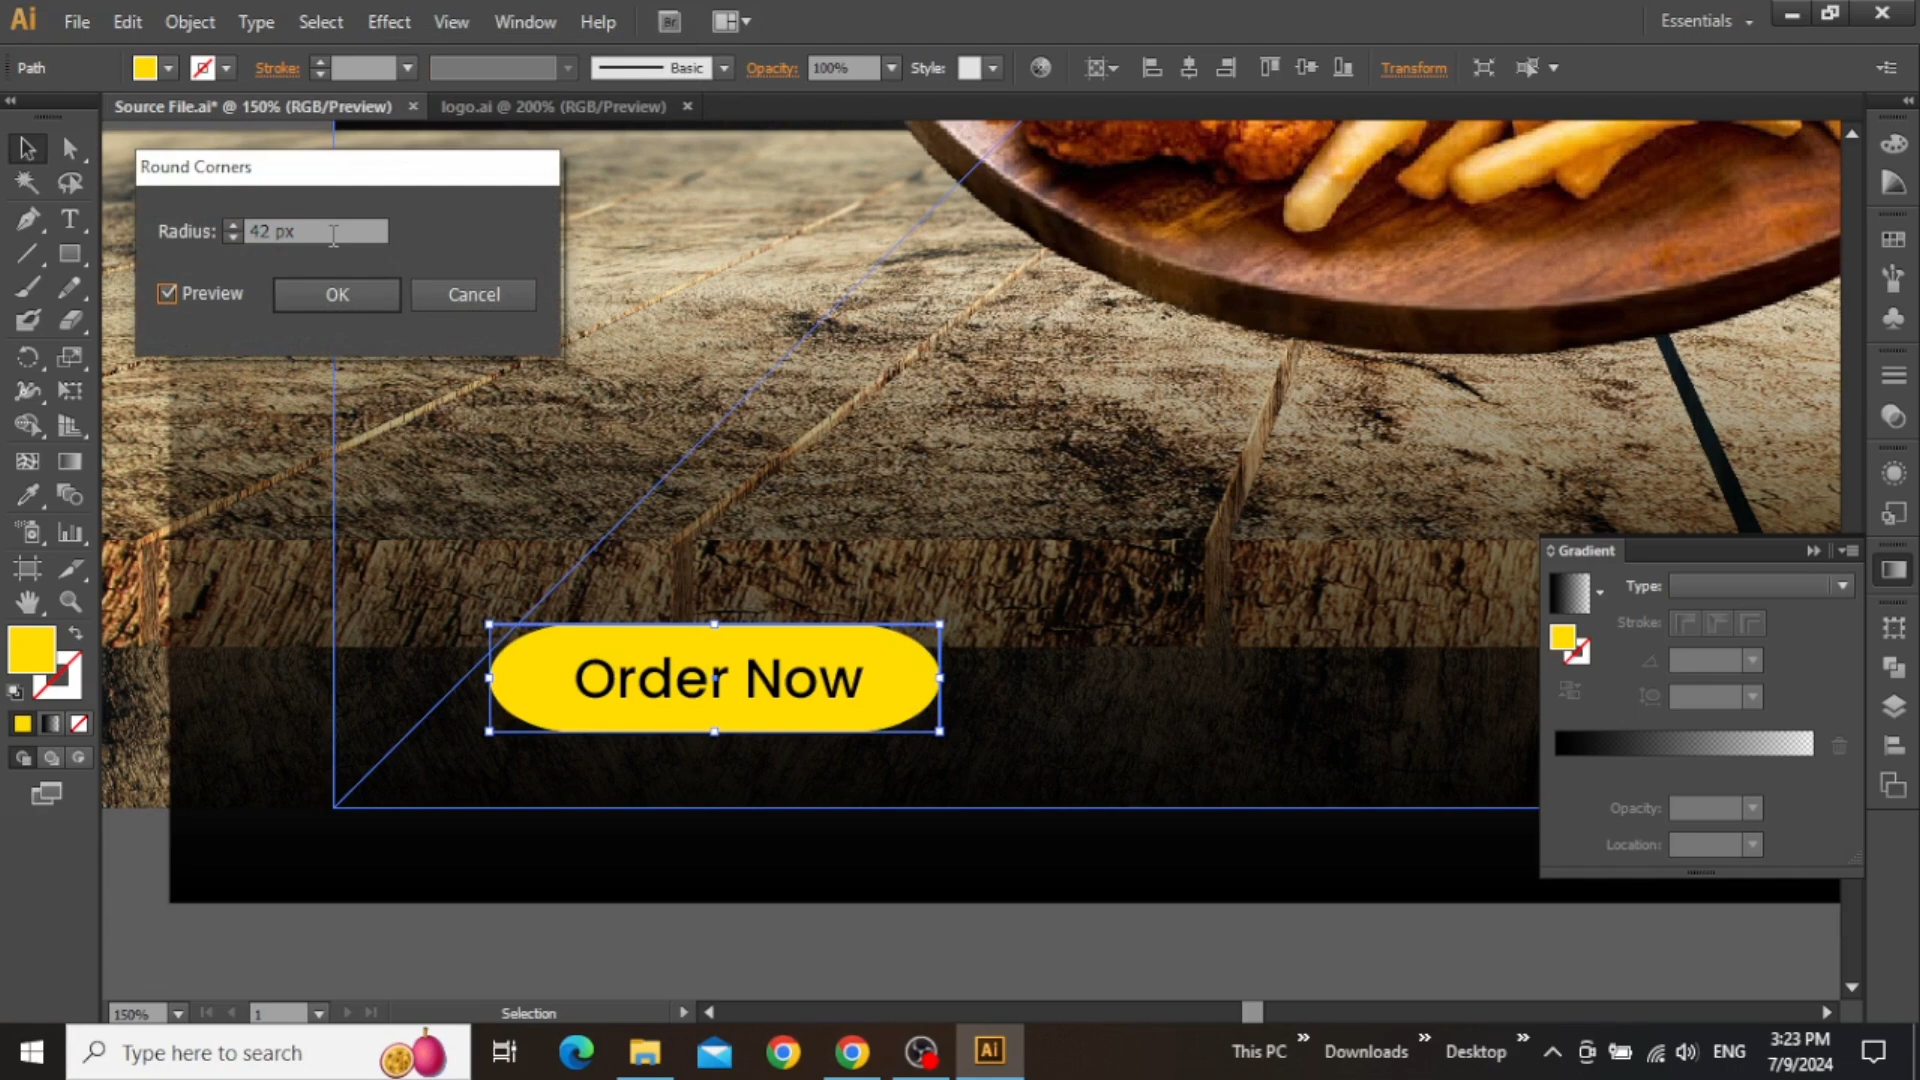 Ai File Edit Object Type Select Effect View Window Help Br Essentials
Path Stroke: Basic Opacity: 100% Style: Transform
Source File.ai* @ 150% (RGB/Preview) × logo.ai @ 200% (RGB/Preview) ×
Round Corners
Radius: 42 px
Preview OK Cancel
T
Gradient
Type:
Stroke:
Order Now
Opacity:
Location:
150% 1 Selection
Type here to search Ai This PC Downloads Desktop ENG
3:23 PM
7/9/2024